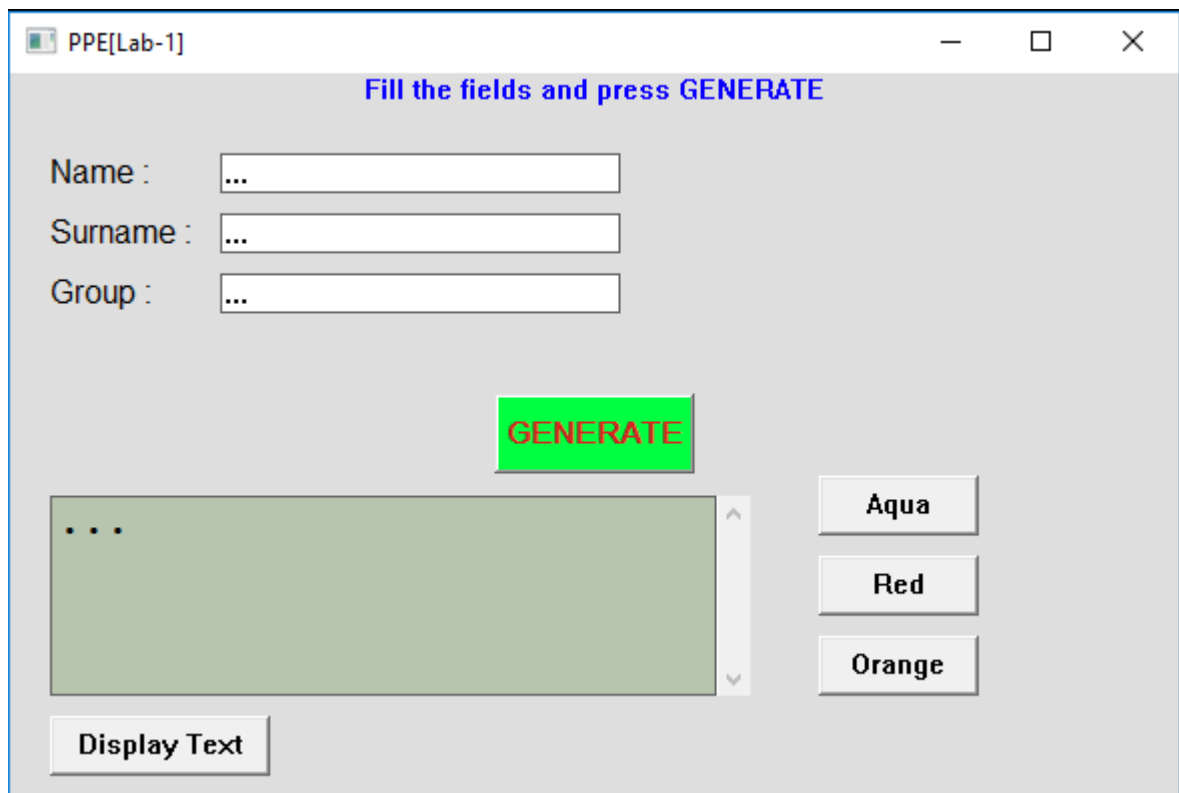 PPE[Lab-1]
Fill the fields and press GENERATE
Name : ...
Surname : ...
Group : ...
GENERATE
...
Aqua
Red
Orange
Display Text